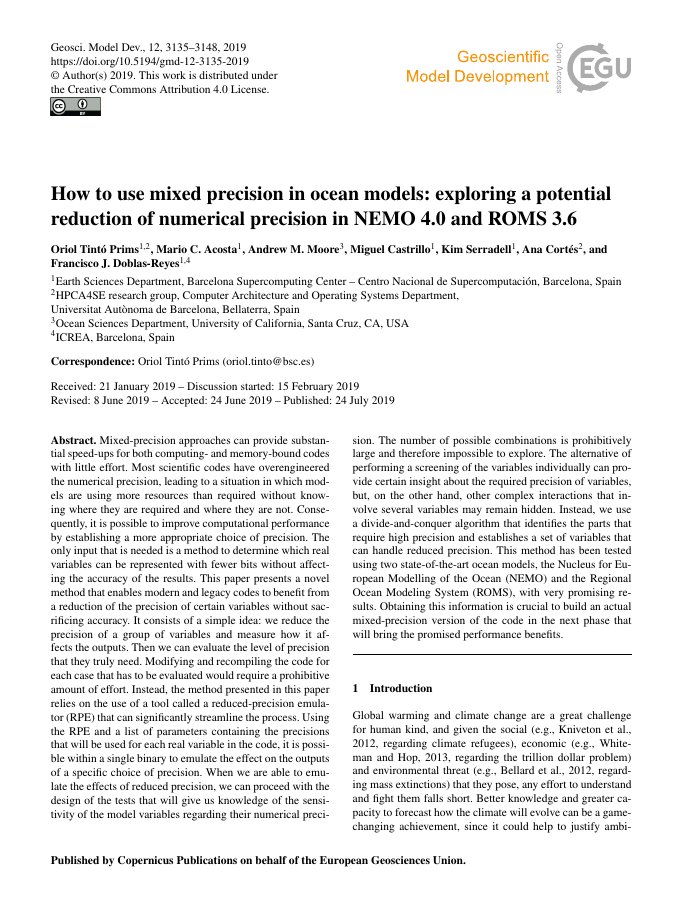 Geosci. Model Dev., 12, 3135–3148, 2019
https://doi.org/10.5194/gmd-12-3135-2019
© Author(s) 2019. This work is distributed under
the Creative Commons Attribution 4.0 License.
cc BY
Geoscientific
Model Development
Open Access
EGU
How to use mixed precision in ocean models: exploring a potential
reduction of numerical precision in NEMO 4.0 and ROMS 3.6
Oriol Tintó Prims1,2, Mario C. Acosta1, Andrew M. Moore3, Miguel Castrillo1, Kim Serradell1, Ana Cortés2, and
Francisco J. Doblas-Reyes1,4
1Earth Sciences Department, Barcelona Supercomputing Center – Centro Nacional de Supercomputación, Barcelona, Spain
2HPCA4SE research group, Computer Architecture and Operating Systems Department,
Universitat Autònoma de Barcelona, Bellaterra, Spain
3Ocean Sciences Department, University of California, Santa Cruz, CA, USA
4ICREA, Barcelona, Spain
Correspondence: Oriol Tintó Prims (oriol.tinto@bsc.es)
Received: 21 January 2019 – Discussion started: 15 February 2019
Revised: 8 June 2019 – Accepted: 24 June 2019 – Published: 24 July 2019
Abstract. Mixed-precision approaches can provide substan-
tial speed-ups for both computing- and memory-bound codes
with little effort. Most scientific codes have overengineered
the numerical precision, leading to a situation in which mod-
els are using more resources than required without know-
ing where they are required and where they are not. Conse-
quently, it is possible to improve computational performance
by establishing a more appropriate choice of precision. The
only input that is needed is a method to determine which real
variables can be represented with fewer bits without affect-
ing the accuracy of the results. This paper presents a novel
method that enables modern and legacy codes to benefit from
a reduction of the precision of certain variables without sac-
rificing accuracy. It consists of a simple idea: we reduce the
precision of a group of variables and measure how it af-
fects the outputs. Then we can evaluate the level of precision
that they truly need. Modifying and recompiling the code for
each case that has to be evaluated would require a prohibitive
amount of effort. Instead, the method presented in this paper
relies on the use of a tool called a reduced-precision emula-
tor (RPE) that can significantly streamline the process. Using
the RPE and a list of parameters containing the precisions
that will be used for each real variable in the code, it is possi-
ble within a single binary to emulate the effect on the outputs
of a specific choice of precision. When we are able to emu-
late the effects of reduced precision, we can proceed with the
design of the tests that will give us knowledge of the sensi-
tivity of the model variables regarding their numerical preci-
sion. The number of possible combinations is prohibitively
large and therefore impossible to explore. The alternative of
performing a screening of the variables individually can pro-
vide certain insight about the required precision of variables,
but, on the other hand, other complex interactions that in-
volve several variables may remain hidden. Instead, we use
a divide-and-conquer algorithm that identifies the parts that
require high precision and establishes a set of variables that
can handle reduced precision. This method has been tested
using two state-of-the-art ocean models, the Nucleus for Eu-
ropean Modelling of the Ocean (NEMO) and the Regional
Ocean Modeling System (ROMS), with very promising re-
sults. Obtaining this information is crucial to build an actual
mixed-precision version of the code in the next phase that
will bring the promised performance benefits.
1 Introduction
Global warming and climate change are a great challenge
for human kind, and given the social (e.g., Kniveton et al.,
2012, regarding climate refugees), economic (e.g., White-
man and Hop, 2013, regarding the trillion dollar problem)
and environmental threat (e.g., Bellard et al., 2012, regard-
ing mass extinctions) that they pose, any effort to understand
and fight them falls short. Better knowledge and greater ca-
pacity to forecast how the climate will evolve can be a game-
changing achievement, since it could help to justify ambi-
Published by Copernicus Publications on behalf of the European Geosciences Union.